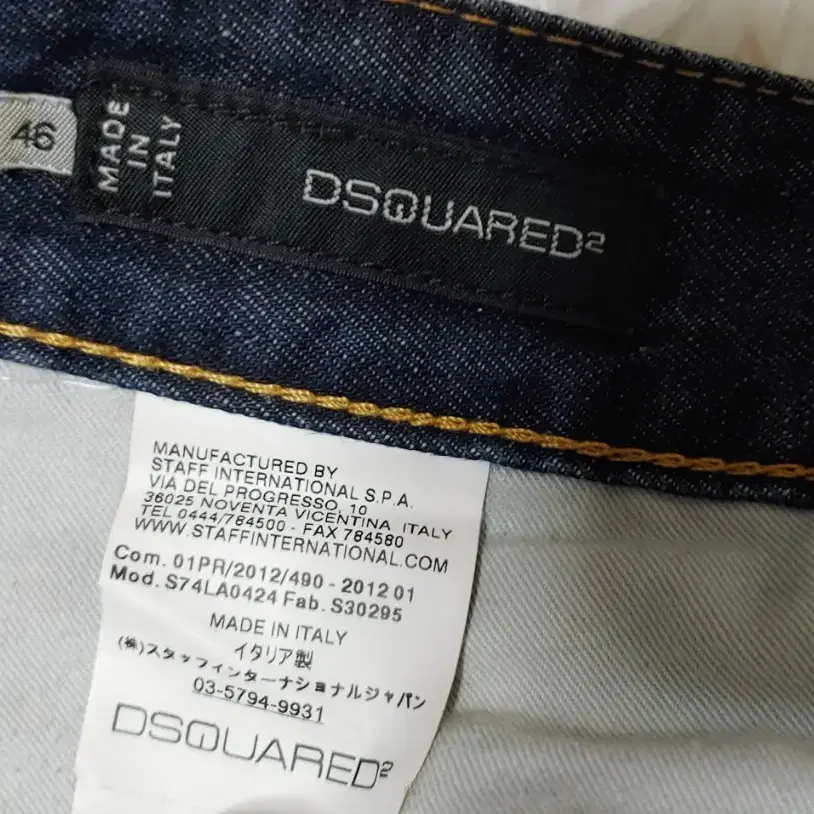 46
MADE
IN
ITALY
DSQUARED2
MANUFACTURED BY
STAFF INTERNATIONAL S.P.A.
VIA DEL PROGRESSO, 10
36025 NOVENTA VICENTINA ITALY
TEL 0444/784500 - FAX 784580
WWW.STAFFINTERNATIONAL.COM
Com. 01PR/2012/490 - 2012 01
Mod. S74LA0424 Fab. S30295
MADE IN ITALY
イタリア製
(株)スタッフインターナショナルジャパン
03-5794-9931
DSQUARED2